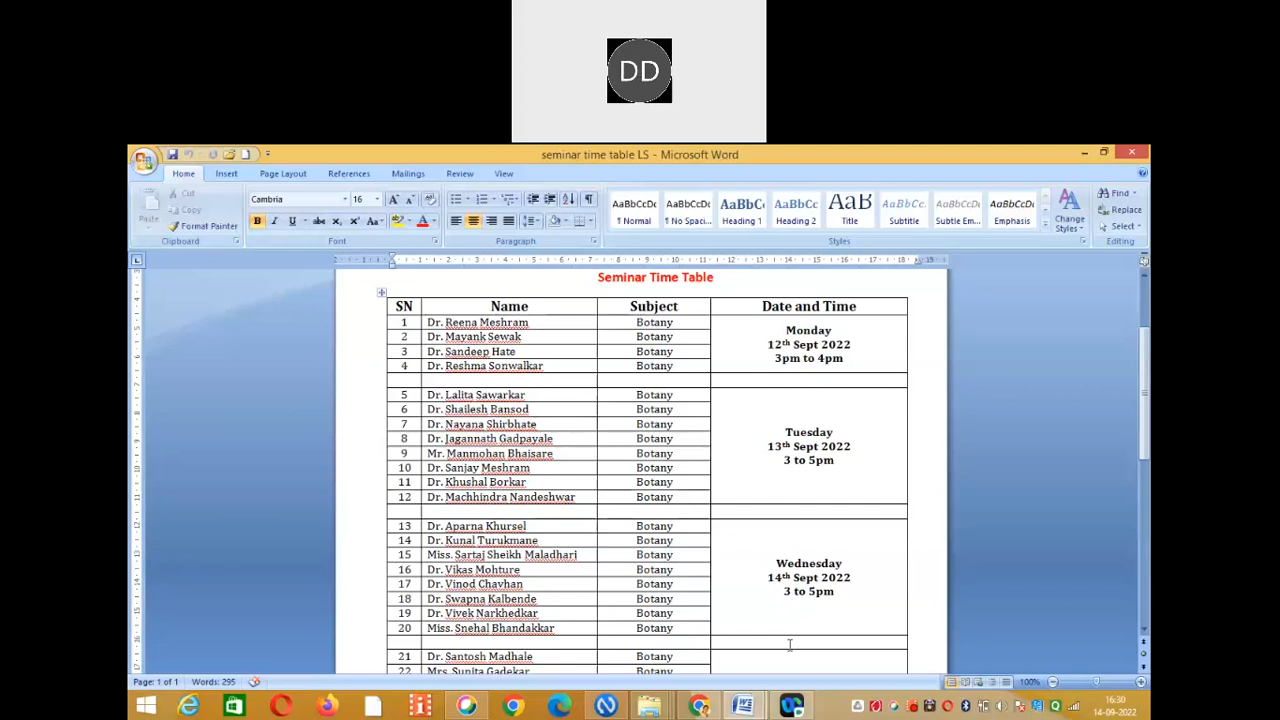 DD
seminar time table LS - Microsoft Word
Home Insert Page Layout References Mailings Review View
Cut
Copy
Paste
Format Painter
Clipboard
Cambria 16
Font
Paragraph
AaBbCcDc AaBbCcDc AaBbCc AaBbCc AaB AaBbCc. AaBbCcDc AaBbCcDc
¶ Normal ¶ No Spaci... Heading 1 Heading 2 Title Subtitle Subtle Em... Emphasis
Change Styles
Styles
Find
Replace
Select
Editing
Seminar Time Table
SN Name Subject Date and Time
1 Dr. Reena Meshram Botany
2 Dr. Mayank Sewak Botany
3 Dr. Sandeep Hate Botany
4 Dr. Reshma Sonwalkar Botany
Monday
12th Sept 2022
3pm to 4pm
5 Dr. Lalita Sawarkar Botany
6 Dr. Shailesh Bansod Botany
7 Dr. Nayana Shirbhate Botany
8 Dr. Jagannath Gadpayale Botany
9 Mr. Manmohan Bhaisare Botany
10 Dr. Sanjay Meshram Botany
11 Dr. Khushal Borkar Botany
12 Dr. Machhindra Nandeshwar Botany
Tuesday
13th Sept 2022
3 to 5pm
13 Dr. Aparna Khursel Botany
14 Dr. Kunal Turukmane Botany
15 Miss. Sartaj Sheikh Maladhari Botany
16 Dr. Vikas Mohture Botany
17 Dr. Vinod Chavhan Botany
18 Dr. Swapna Kalbende Botany
19 Dr. Vivek Narkhedkar Botany
20 Miss. Snehal Bhandakkar Botany
Wednesday
14th Sept 2022
3 to 5pm
21 Dr. Santosh Madhale Botany
22 Mrs. Sunita Gadekar Botany
Page: 1 of 1 Words: 295
100%
16:30
14-09-2022